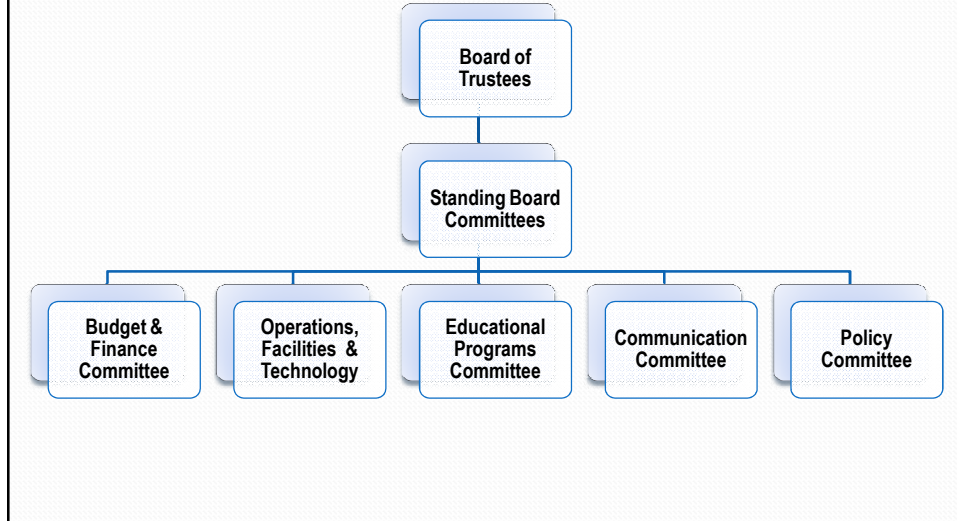 Board of
Trustees
Standing Board
Committees
Budget &
Finance
Committee
Operations,
Facilities &
Technology
Educational
Programs
Committee
Communication
Committee
Policy
Committee